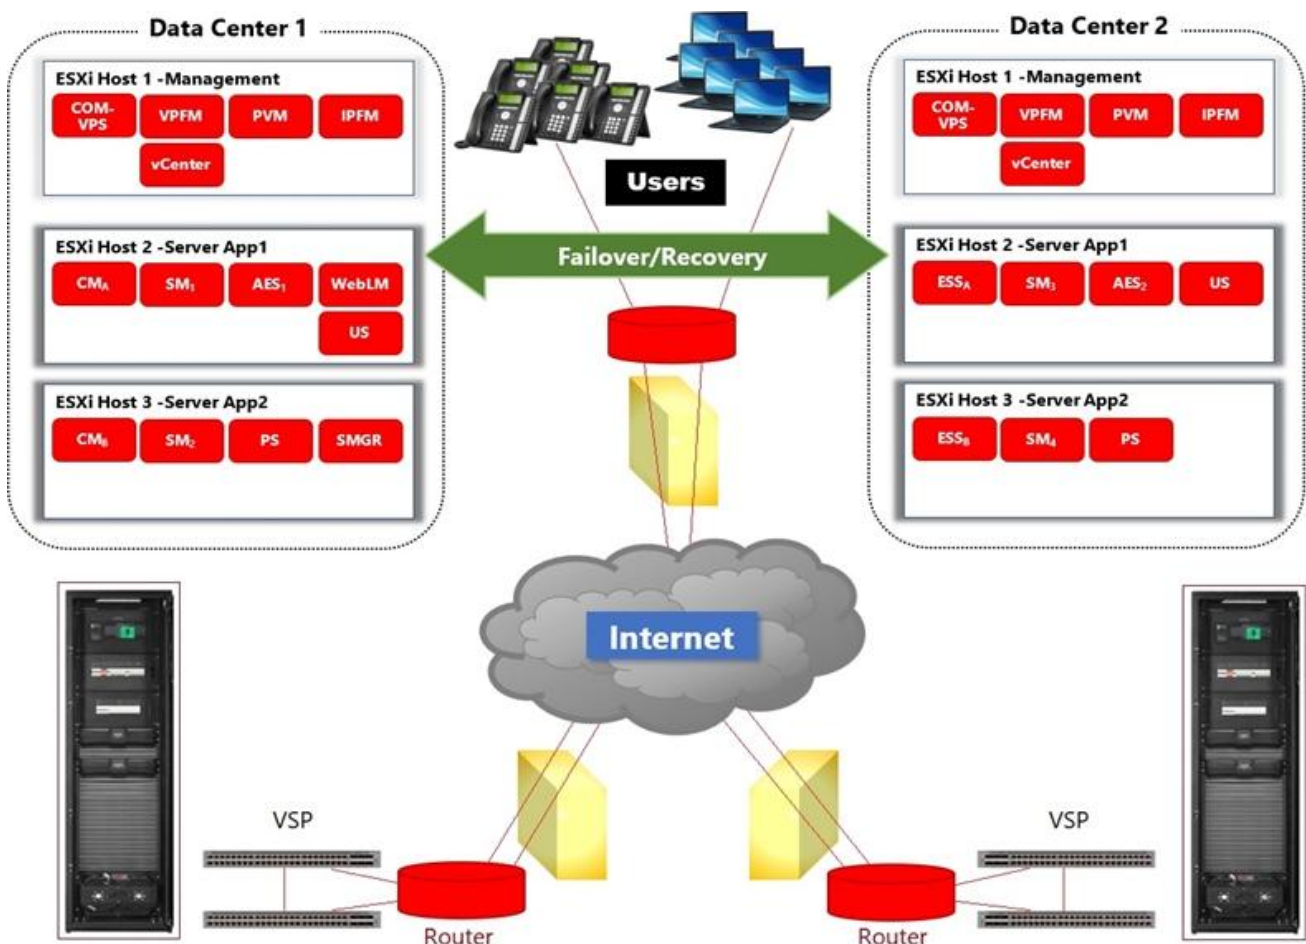 Data Center 1
ESXi Host 1 -Management
COM-
VPS
VPFM
PVM
IPFM
vCenter
ESXi Host 2 -Server App1
CMA
SM1
AES1
WebLM
US
ESXi Host 3 -Server App2
CMB
SM2
PS
SMGR
Users
Failover/Recovery
Data Center 2
ESXi Host 1 -Management
COM-
VPS
VPFM
PVM
IPFM
vCenter
ESXi Host 2 -Server App1
ESSA
SM3
AES2
US
ESXi Host 3 -Server App2
ESSB
SM4
PS
Internet
VSP
Router
VSP
Router